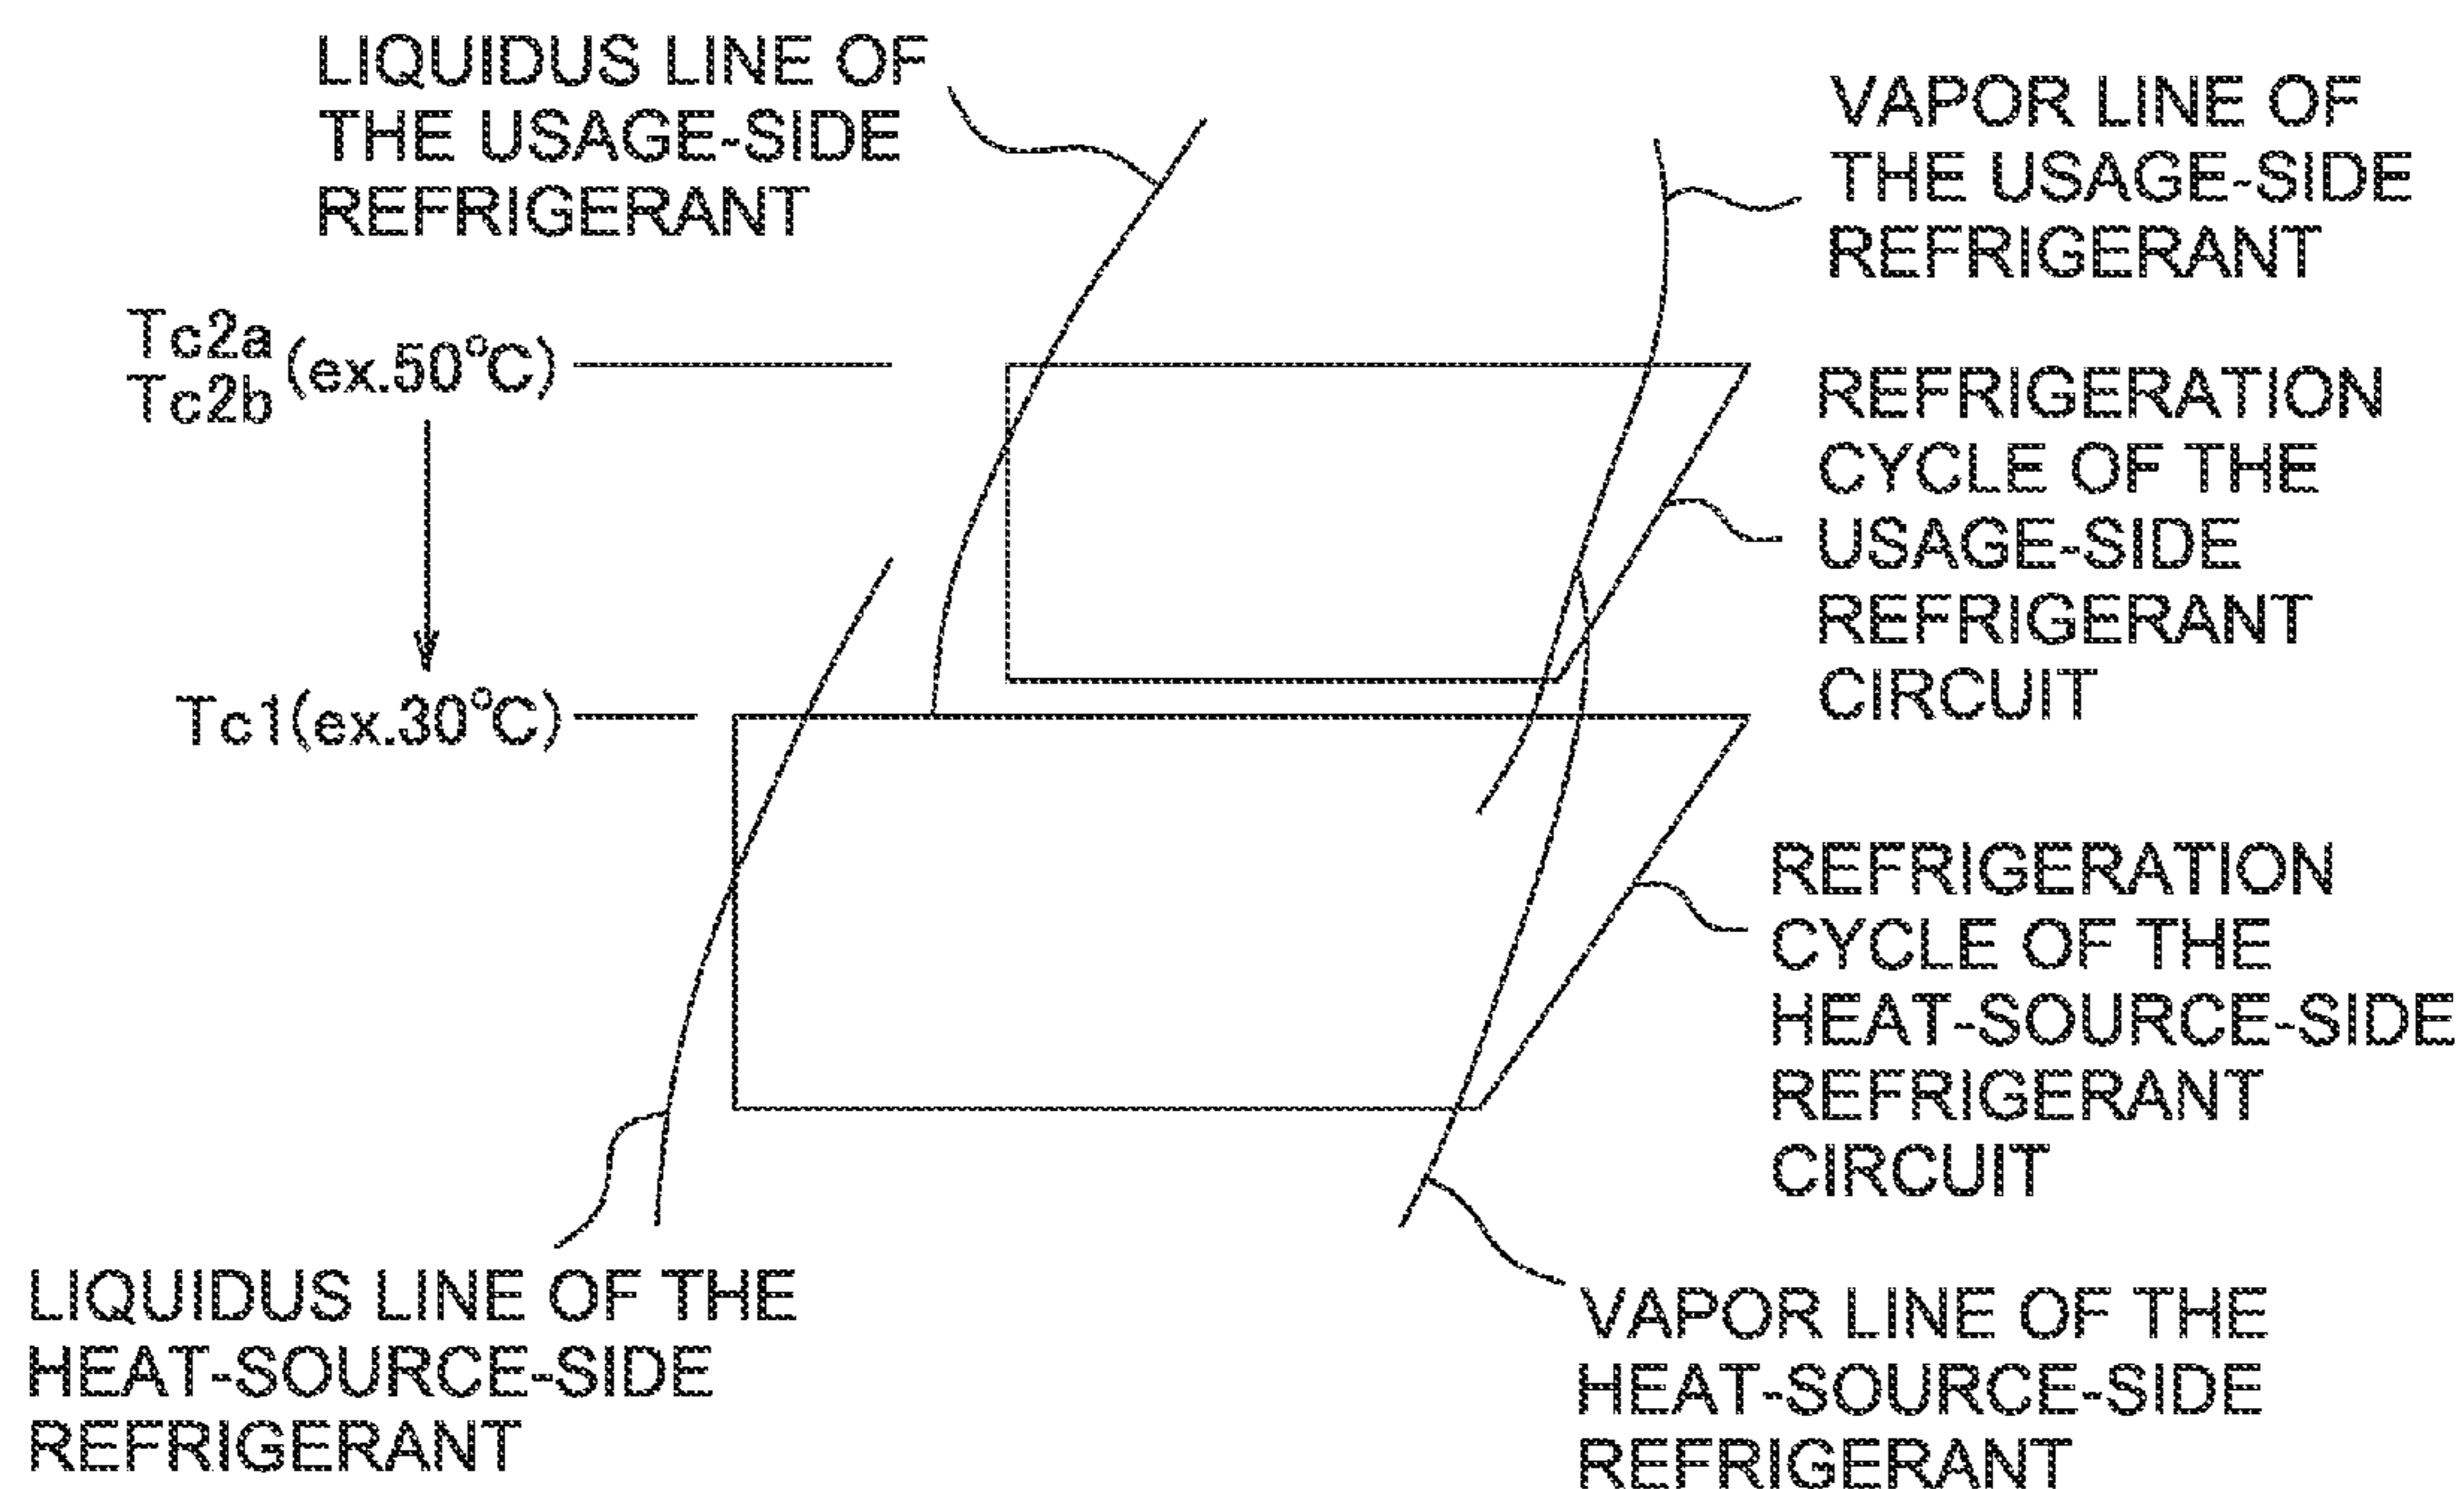 LIQUIDUS LINE OF
THE USAGE-SIDE
REFRIGERANT
VAPOR LINE OF
THE USAGE-SIDE
REFRIGERANT
Tc2a
Tc2b
(ex.50°C)
REFRIGERATION
CYCLE OF THE
USAGE-SIDE
REFRIGERANT
CIRCUIT
Tc1(ex.30°C)
REFRIGERATION
CYCLE OF THE
HEAT-SOURCE-SIDE
REFRIGERANT
CIRCUIT
LIQUIDUS LINE OF THE
HEAT-SOURCE-SIDE
REFRIGERANT
VAPOR LINE OF THE
HEAT-SOURCE-SIDE
REFRIGERANT